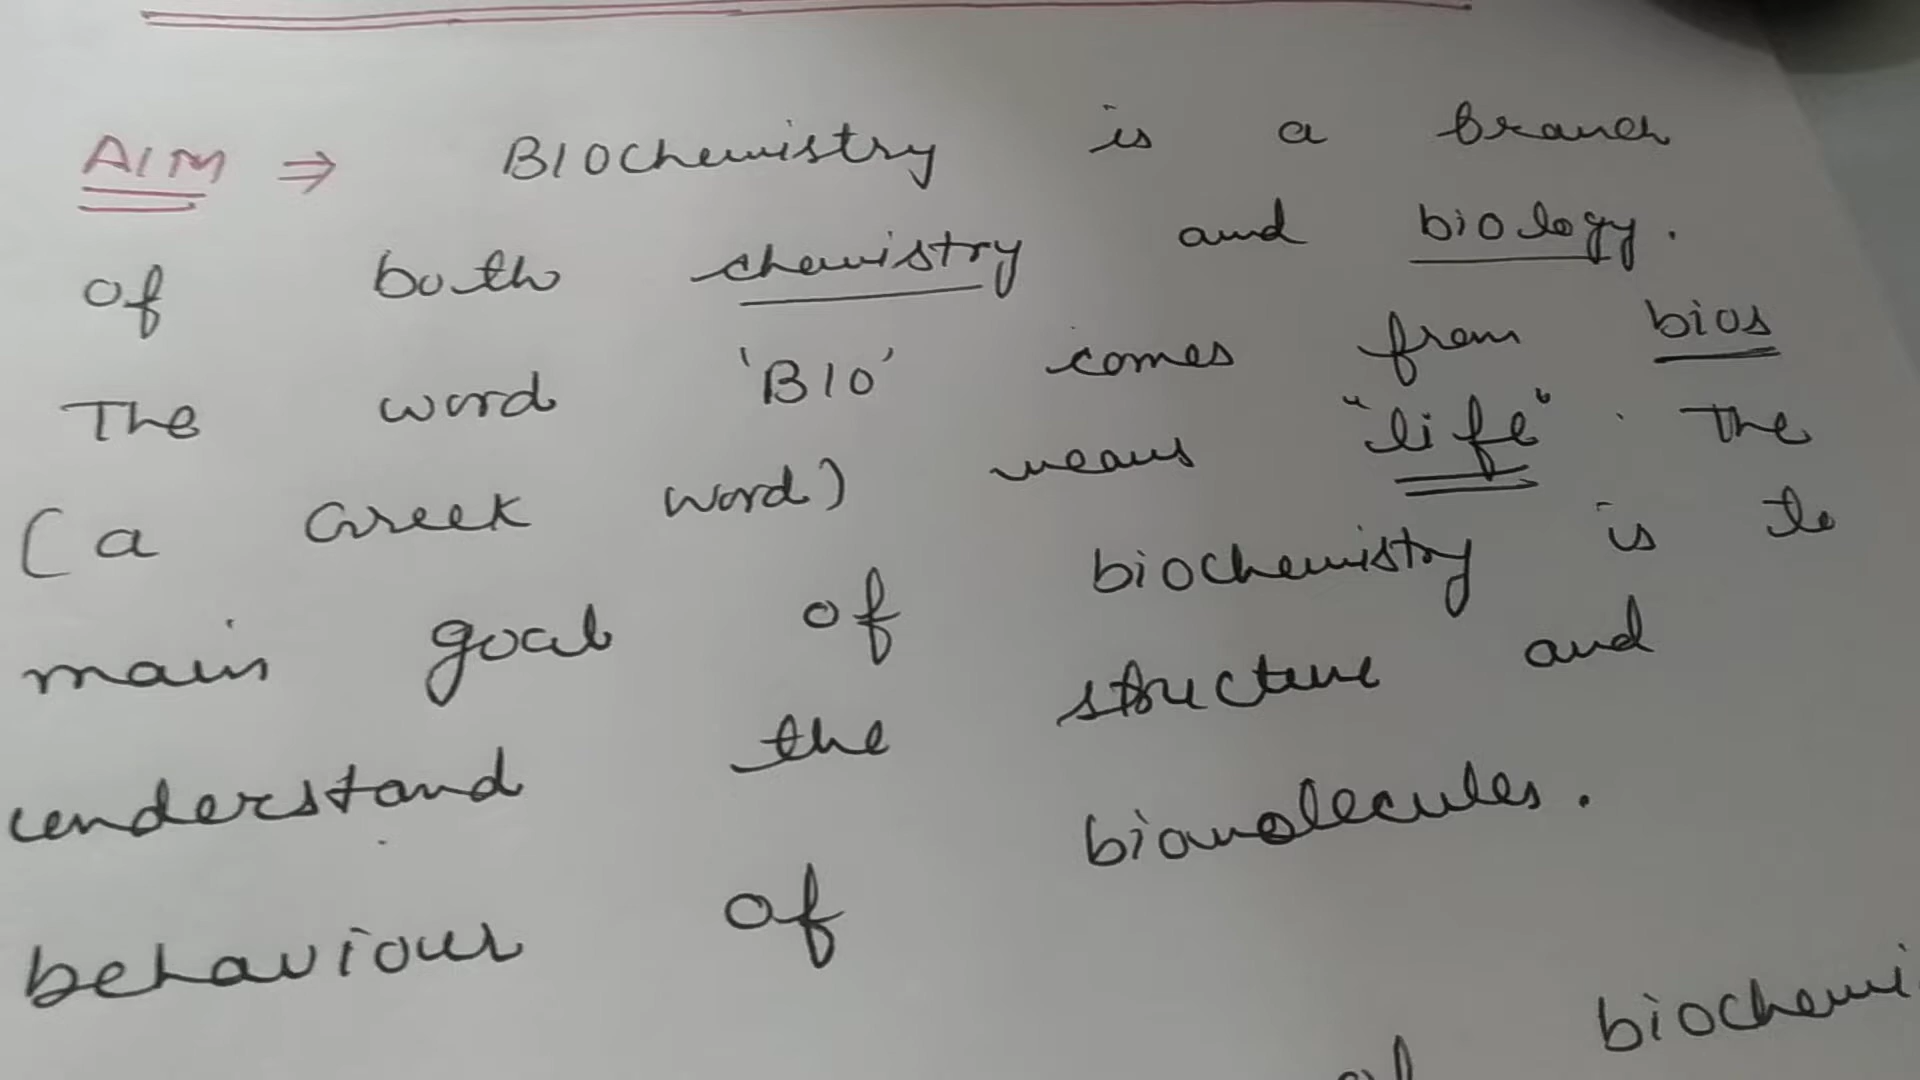 AIM ⇒ BIOchemistry is a branch
of both chemistry and biology.
The word 'BIO' comes from bios
(a Greek word) means "life". The
main goal of biochemistry is to
understand the structure and
behaviour of biomolecules.